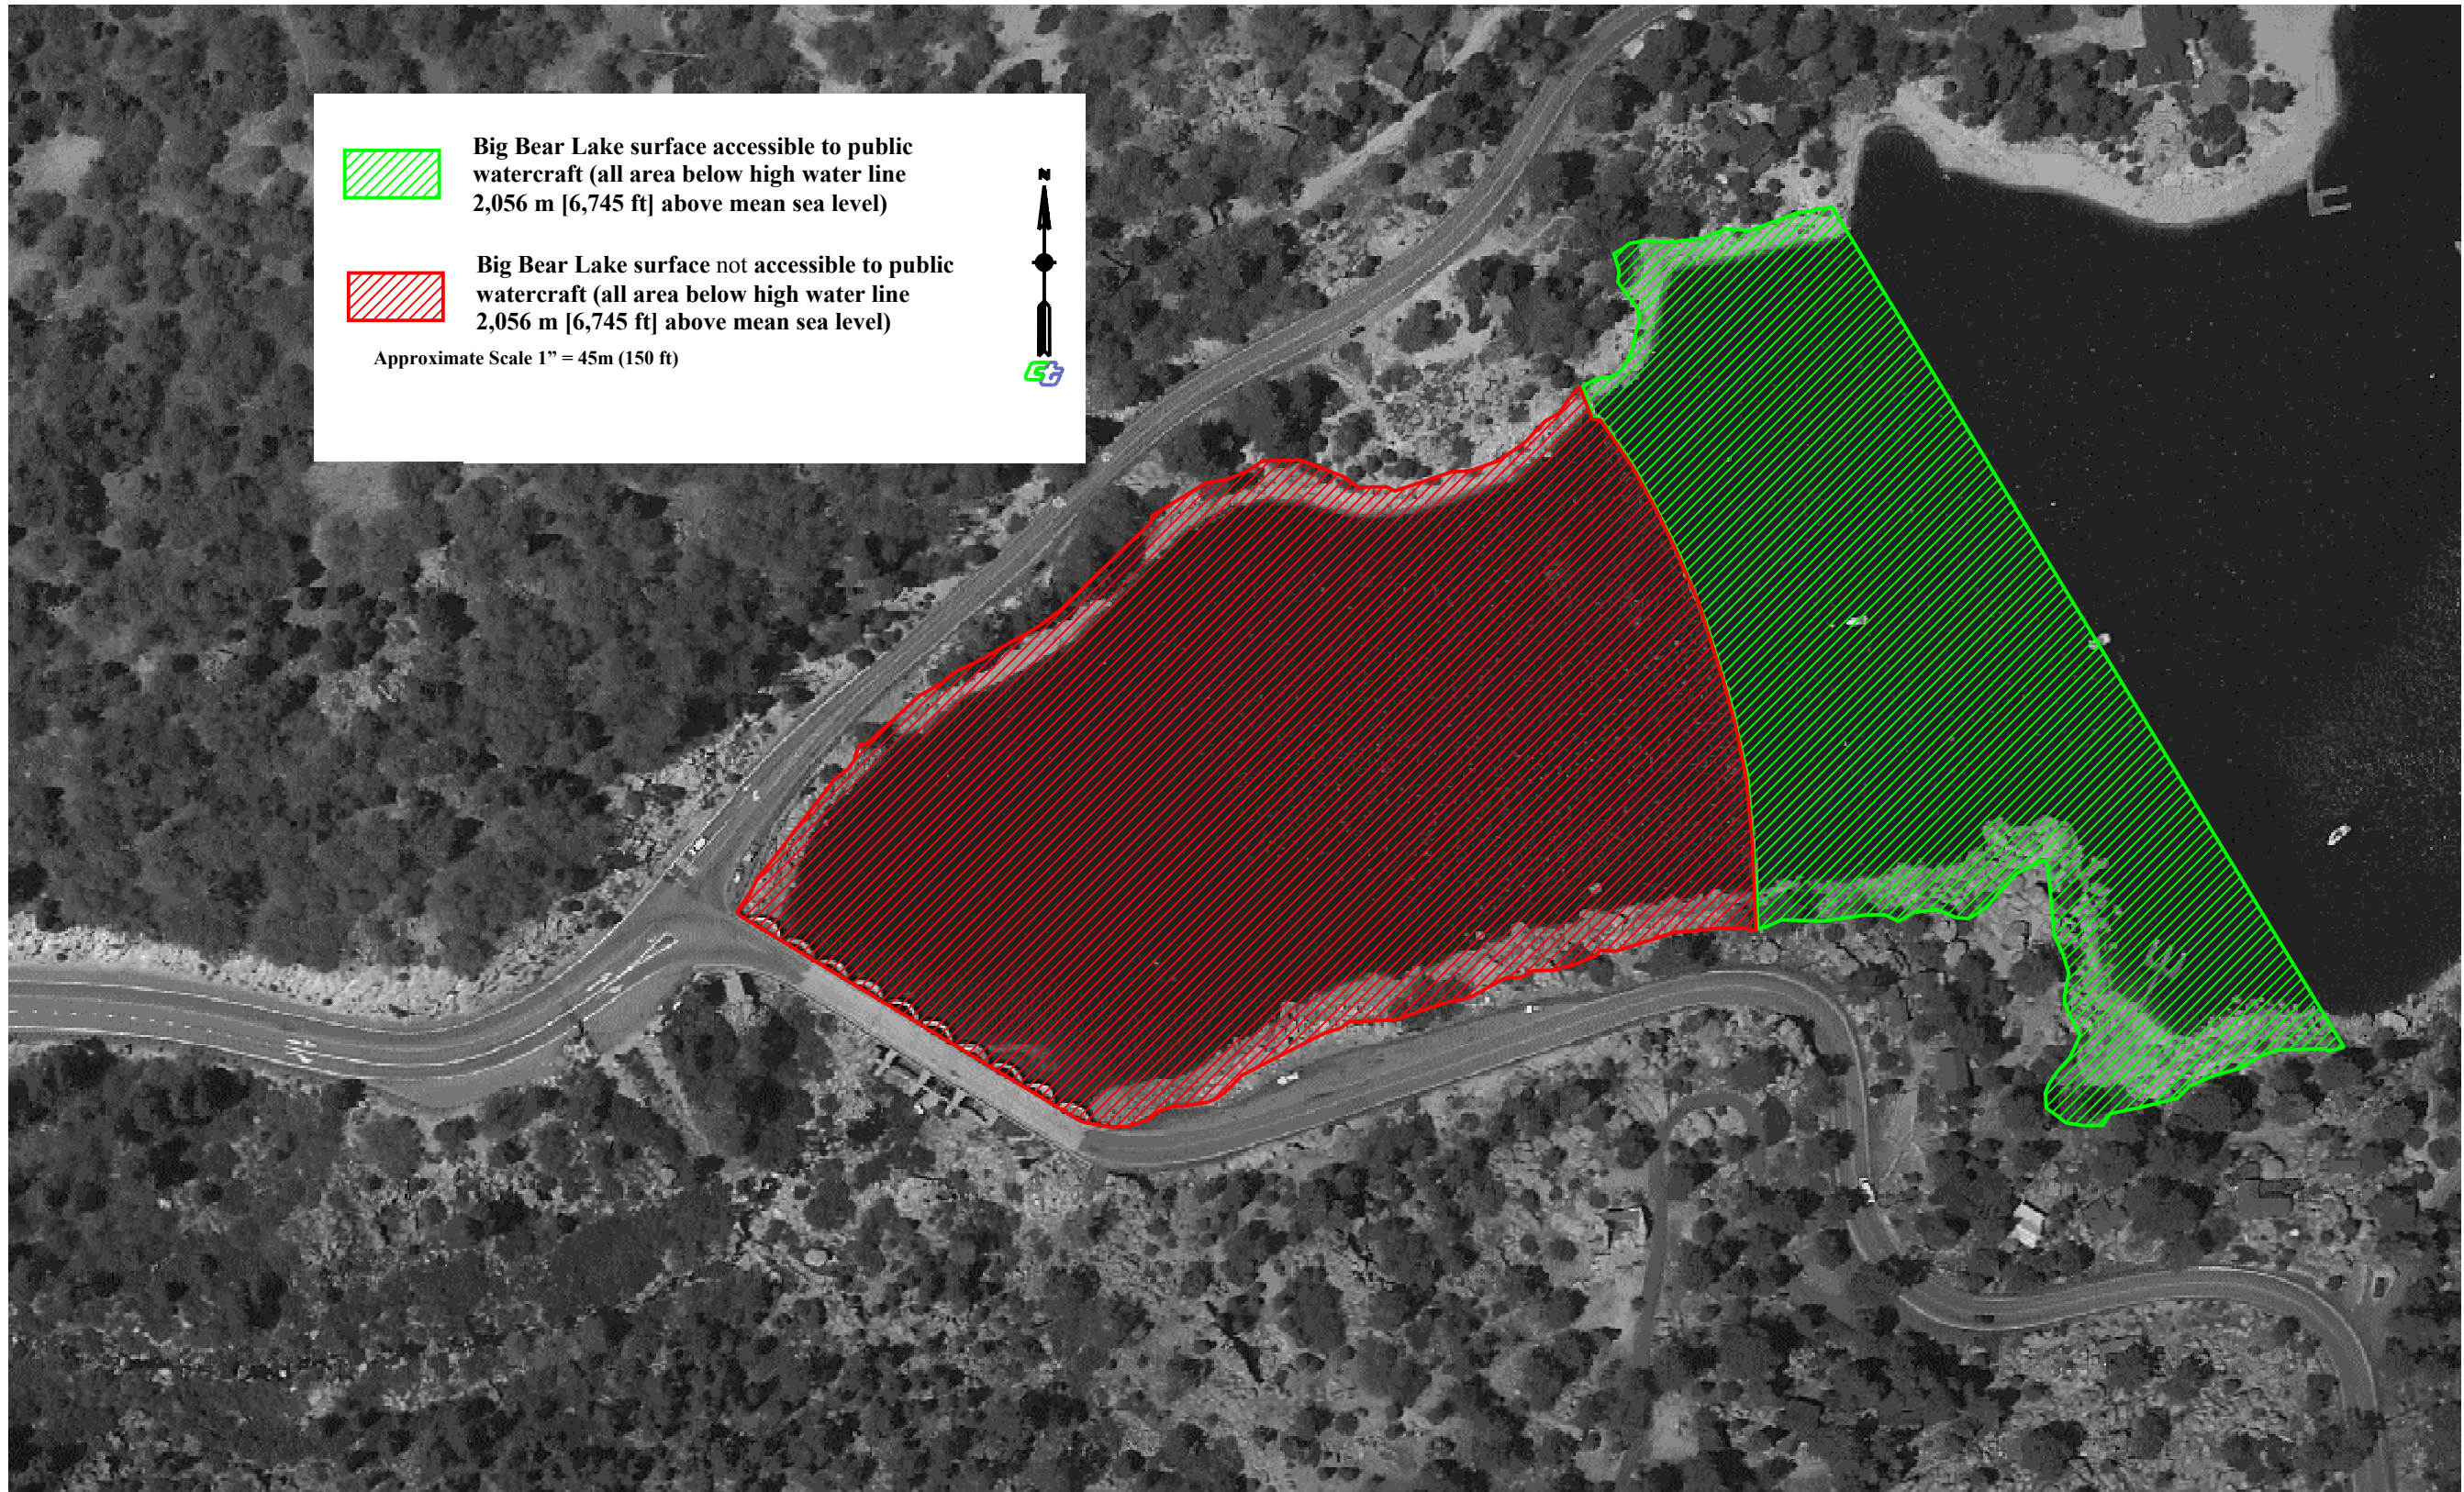 Big Bear Lake surface accessible to public
watercraft (all area below high water line
2,056 m [6,745 ft] above mean sea level)
Big Bear Lake surface not accessible to public
watercraft (all area below high water line
2,056 m [6,745 ft] above mean sea level)
Approximate Scale 1” = 45m (150 ft)
N
ct